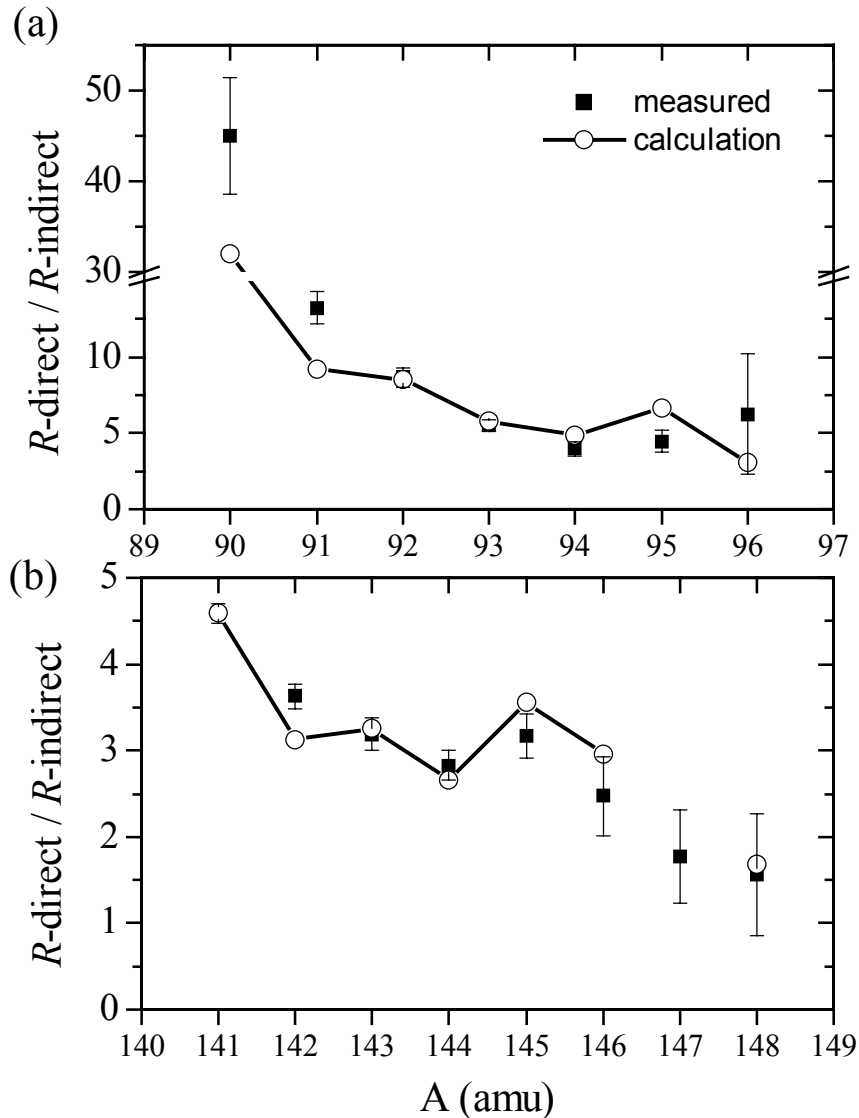 (a)
50
40
30
10
5
0
R-direct / R-indirect
measured
calculation
89 90 91 92 93 94 95 96 97
(b)
5
4
3
2
1
0
R-direct / R-indirect
140 141 142 143 144 145 146 147 148 149
A (amu)